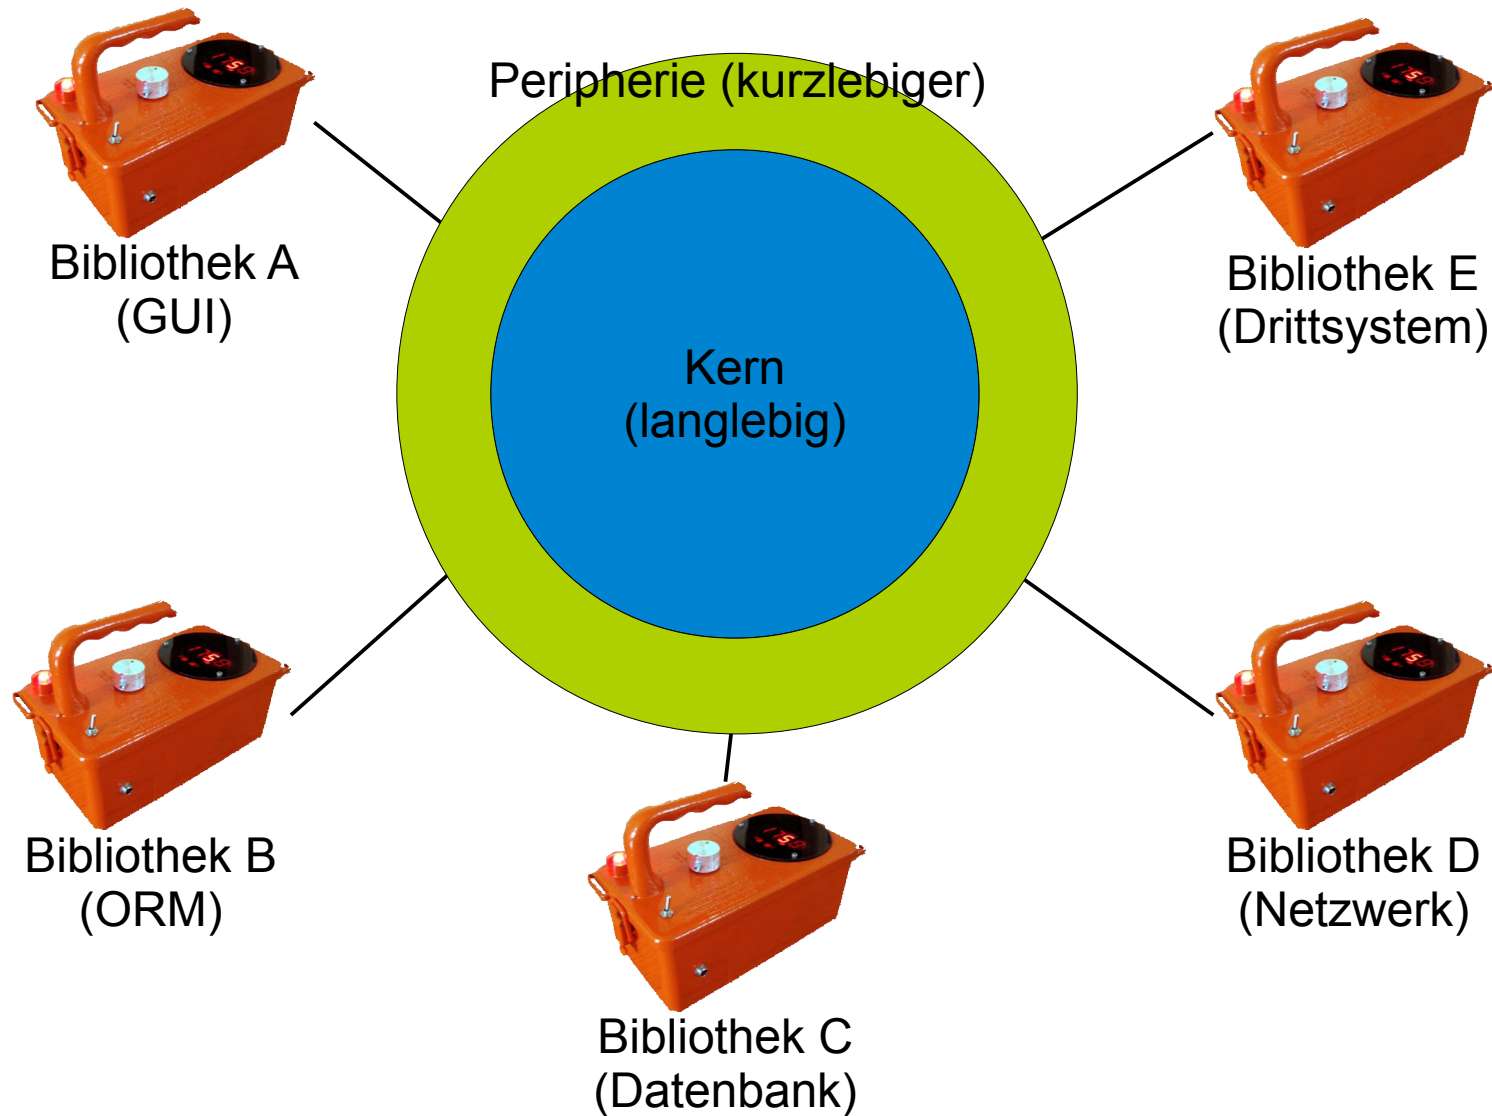 Peripherie (kurzlebiger)
Kern
(langlebig)
Bibliothek A
(GUI)
Bibliothek E
(Drittsystem)
Bibliothek B
(ORM)
Bibliothek D
(Netzwerk)
Bibliothek C
(Datenbank)